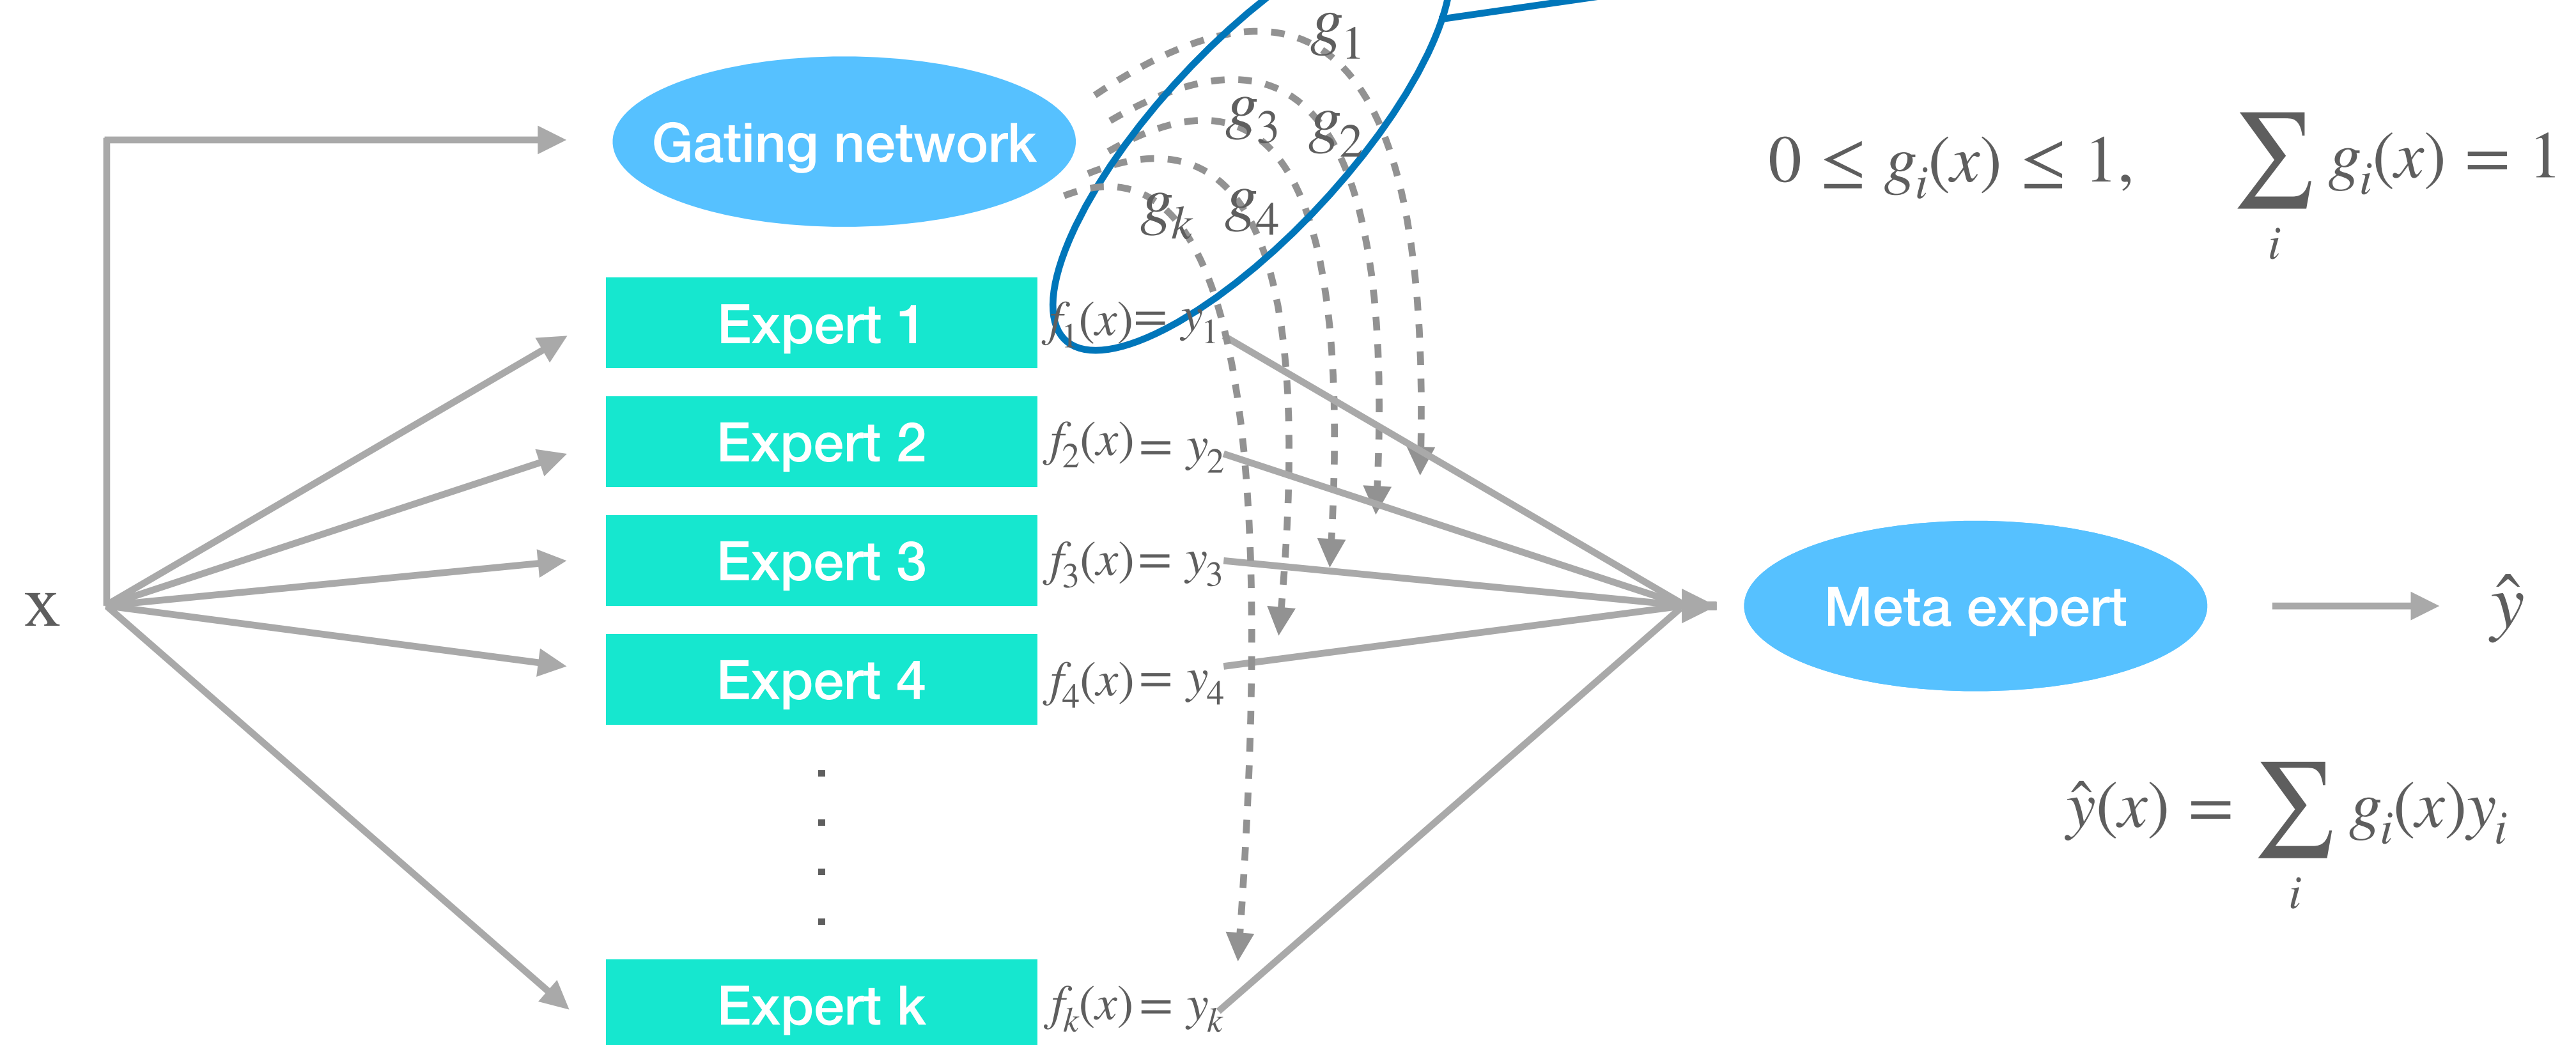 g₁
g₃ g₂
Gating network
0 ≤ gᵢ(x) ≤ 1, ∑ᵢ gᵢ(x) = 1
gₖ g₄
Expert 1 f₁(x) = y₁
Expert 2 f₂(x) = y₂
Expert 3 f₃(x) = y₃
x
Meta expert
ŷ
Expert 4 f₄(x) = y₄
ŷ(x) = ∑ᵢ gᵢ(x)yᵢ
Expert k fₖ(x) = yₖ